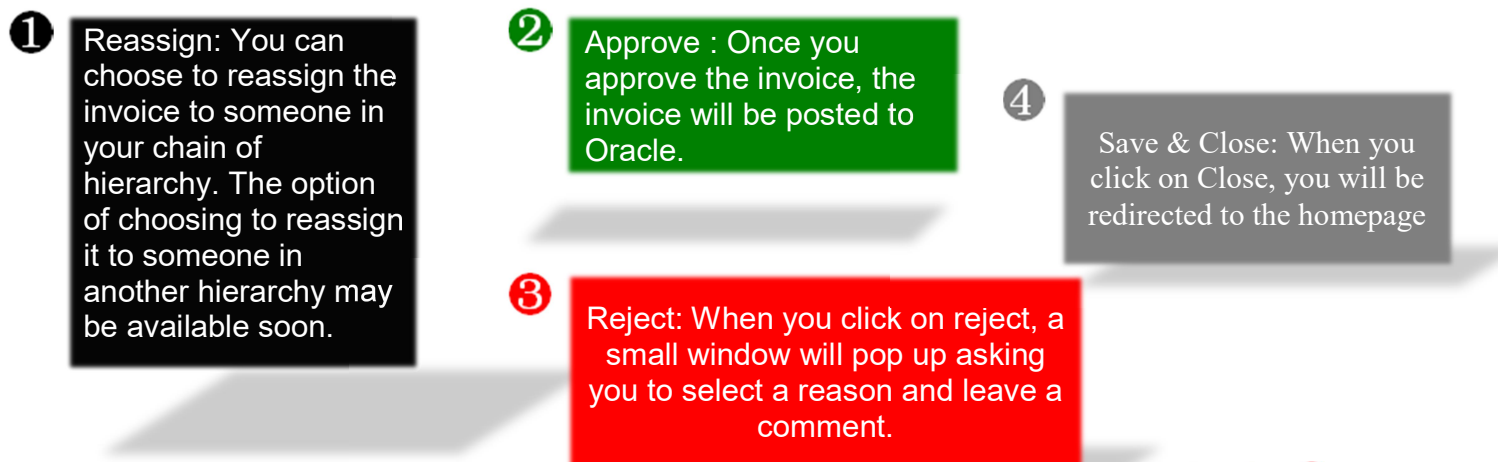 ❶
Reassign: You can
choose to reassign the
invoice to someone in
your chain of
hierarchy. The option
of choosing to reassign
it to someone in
another hierarchy may
be available soon.
❷
Approve : Once you
approve the invoice, the
invoice will be posted to
Oracle.
❸
Reject: When you click on reject, a
small window will pop up asking
you to select a reason and leave a
comment.
❹
Save & Close: When you
click on Close, you will be
redirected to the homepage